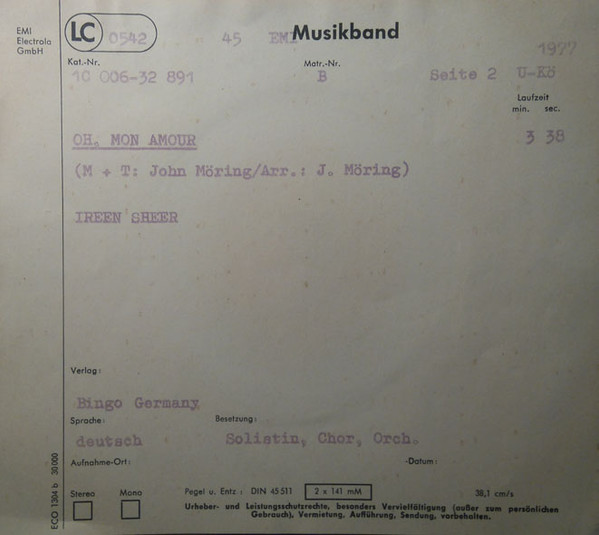 EMI
Electrola
GmbH
LC 0542 45 EMI Musikband
1977
Kat.-Nr. Matr.-Nr.
1C 006-32 891 B Seite 2 U-Kö
Laufzeit
min. sec.
OH, MON AMOUR 3 38
(M + T: John Möring/Arr.: J. Möring)
IREEN SHEER
Verlag:
Bingo Germany
Sprache: Besetzung:
deutsch Solistin, Chor, Orch.
Aufnahme-Ort: -Datum:
Stereo Mono Pegel u. Entz.: DIN 45 511 2 x 141 mM 38,1 cm/s
Urheber- und Leistungsschutzrechte, besonders Vervielfältigung (außer zum persönlichen
Gebrauch), Vermietung, Aufführung, Sendung, vorbehalten.
ECO 1304 b 30 000